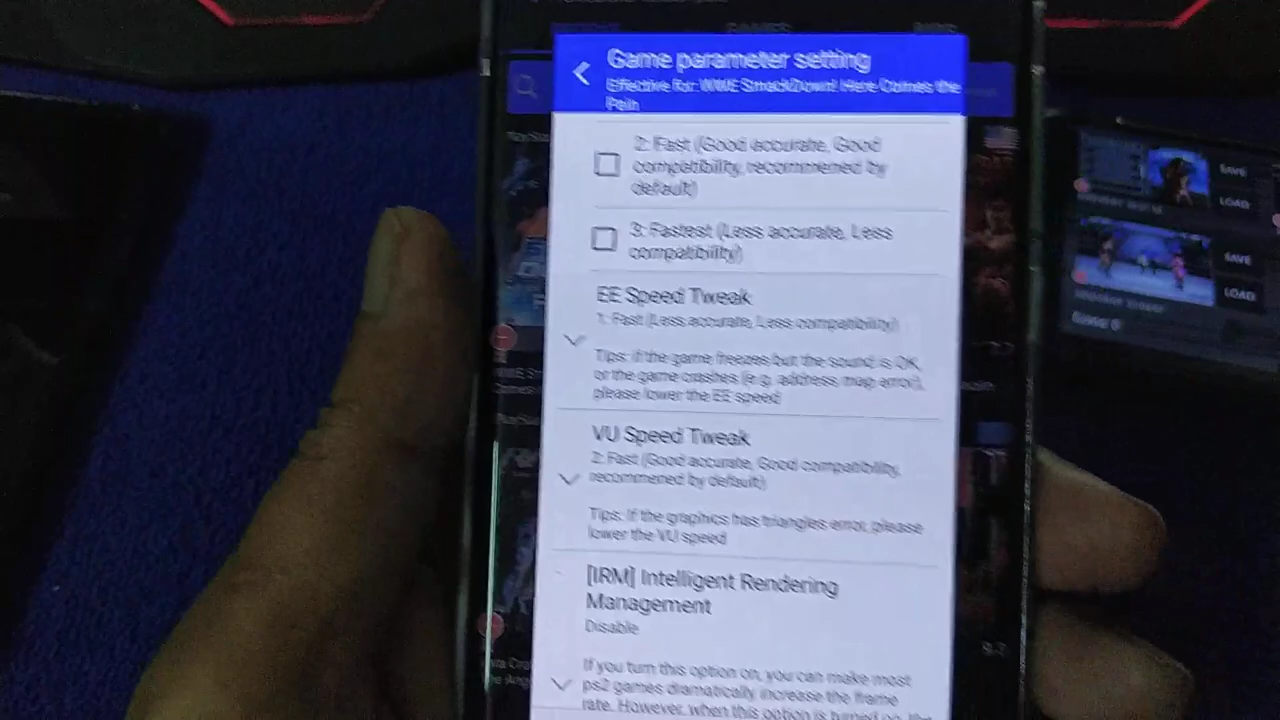 Game parameter setting
Effective for: WWE SmackDown! Here Comes the
Pain
2: Fast (Good accurate, Good
compatibility, recommened by
default)
3: Fastest (Less accurate, Less
compatibility)
EE Speed Tweak
1: Fast (Less accurate, Less compatibility)
Tips: if the game freezes but the sound is OK,
or the game crashes (e.g. address map error),
please lower the EE speed
VU Speed Tweak
2: Fast (Good accurate, Good compatibility,
recommened by default)
Tips: If the graphics has triangles error, please
lower the VU speed
[IRM] Intelligent Rendering
Management
Disable
If you turn this option on, you can make most
ps2 games dramatically increase the frame
rate. However, when this option is turned on, the
GAMES
SAVE
LOAD
SAVE
LOAD